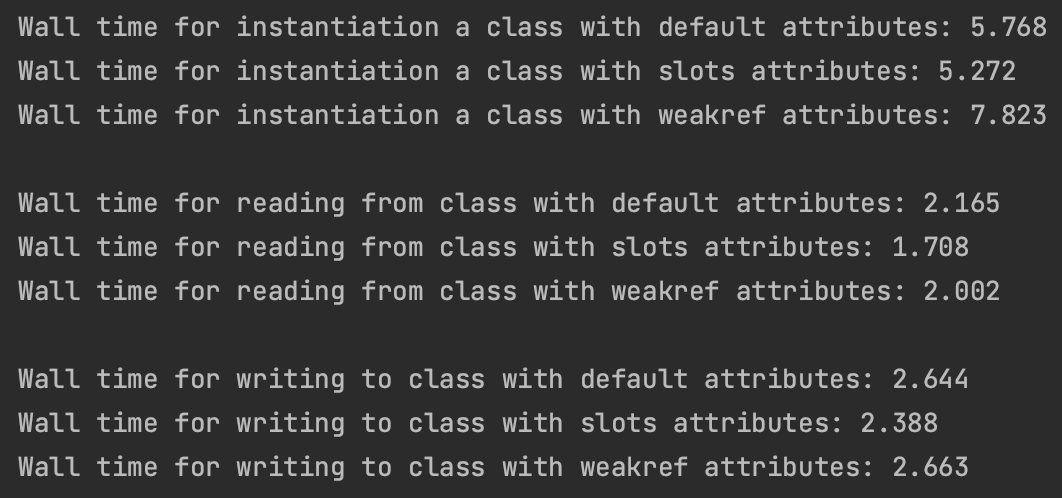 Wall time for instantiation a class with default attributes: 5.768
Wall time for instantiation a class with slots attributes: 5.272
Wall time for instantiation a class with weakref attributes: 7.823
Wall time for reading from class with default attributes: 2.165
Wall time for reading from class with slots attributes: 1.708
Wall time for reading from class with weakref attributes: 2.002
Wall time for writing to class with default attributes: 2.644
Wall time for writing to class with slots attributes: 2.388
Wall time for writing to class with weakref attributes: 2.663